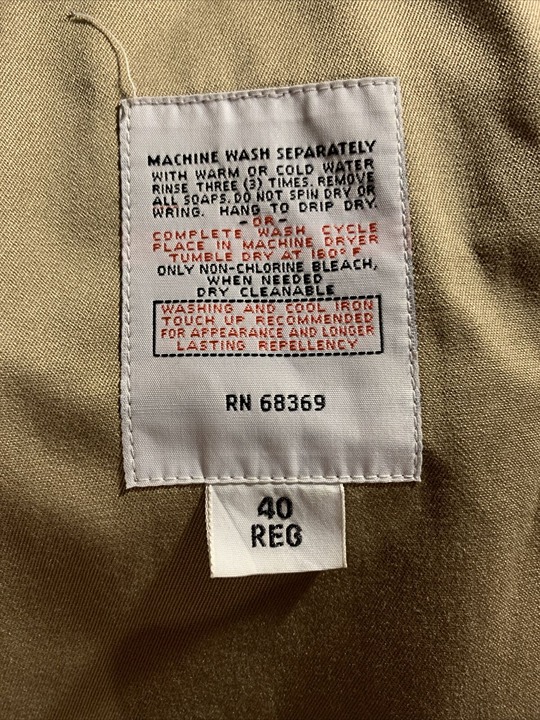 MACHINE WASH SEPARATELY
WITH WARM OR COLD WATER
RINSE THREE (3) TIMES. REMOVE
ALL SOAPS. DO NOT SPIN DRY OR
WRING. HANG TO DRIP DRY.
- OR -
COMPLETE WASH CYCLE
PLACE IN MACHINE DRYER
TUMBLE DRY AT 160° F
ONLY NON-CHLORINE BLEACH,
WHEN NEEDED
DRY CLEANABLE
WASHING AND COOL IRON
TOUCH UP RECOMMENDED
FOR APPEARANCE AND LONGER
LASTING REPELLENCY
RN 68369
40
REG